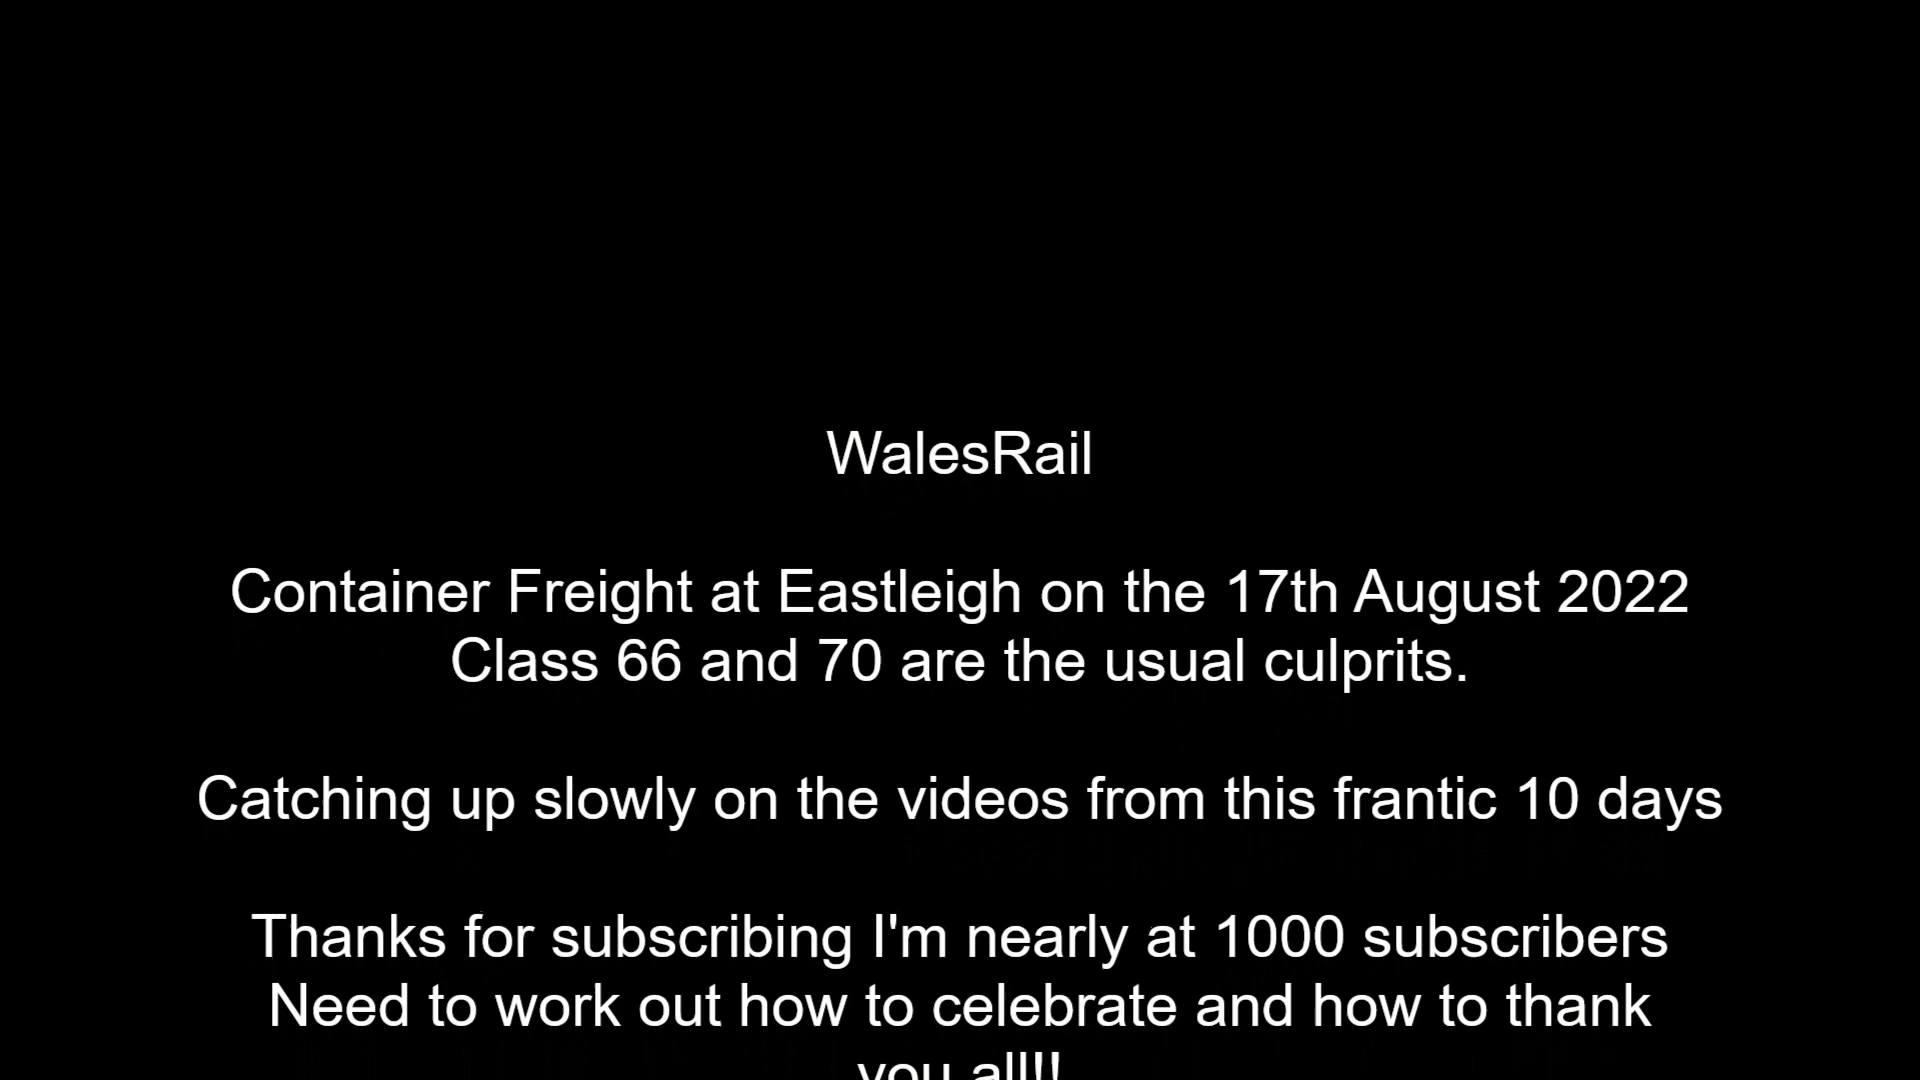 WalesRail
Container Freight at Eastleigh on the 17th August 2022
Class 66 and 70 are the usual culprits.
Catching up slowly on the videos from this frantic 10 days
Thanks for subscribing I'm nearly at 1000 subscribers
Need to work out how to celebrate and how to thank
you all!!!